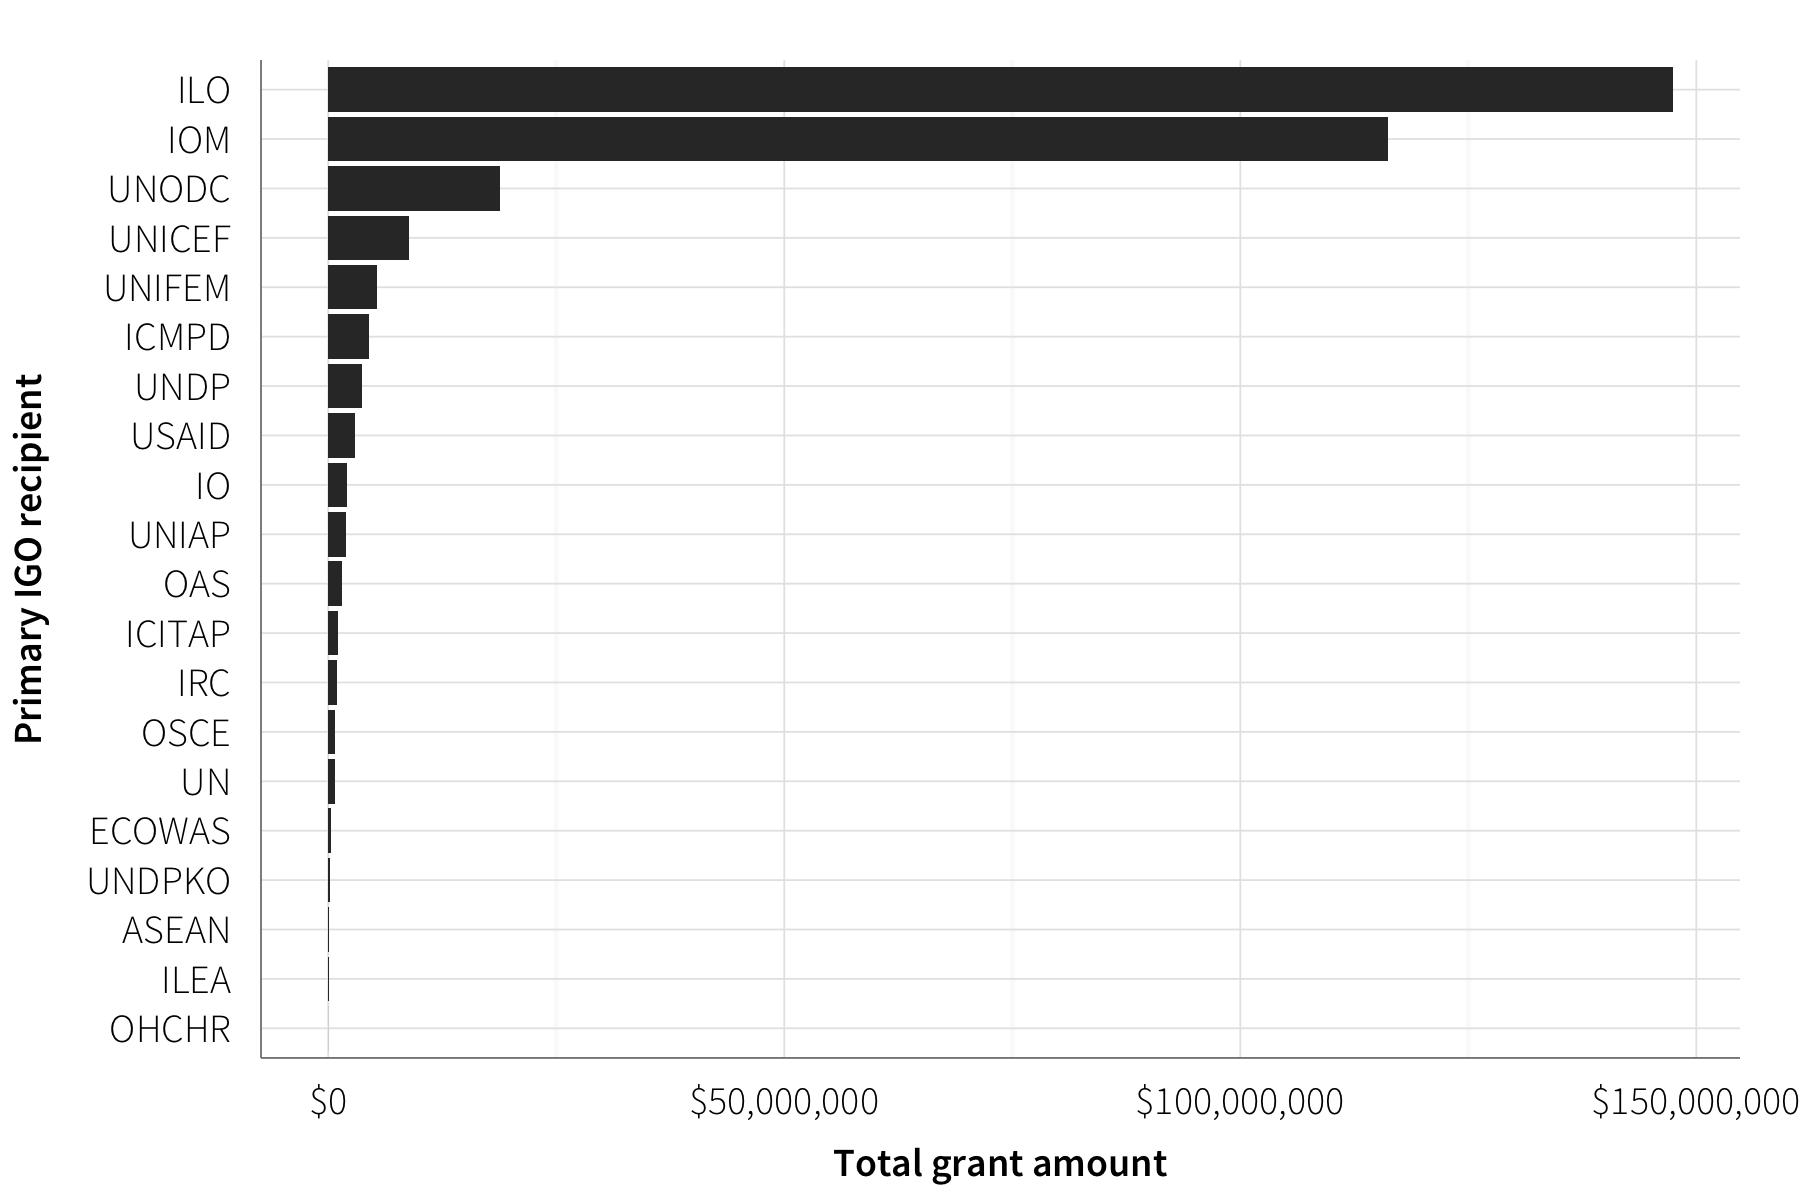 ILO
IOM
UNODC
UNICEF
UNIFEM
ICMPD
UNDP
USAID
IO
UNIAP
OAS
ICITAP
IRC
OSCE
UN
ECOWAS
UNDPKO
ASEAN
ILEA
OHCHR
Primary IGO recipient
$0 $50,000,000 $100,000,000 $150,000,000
Total grant amount